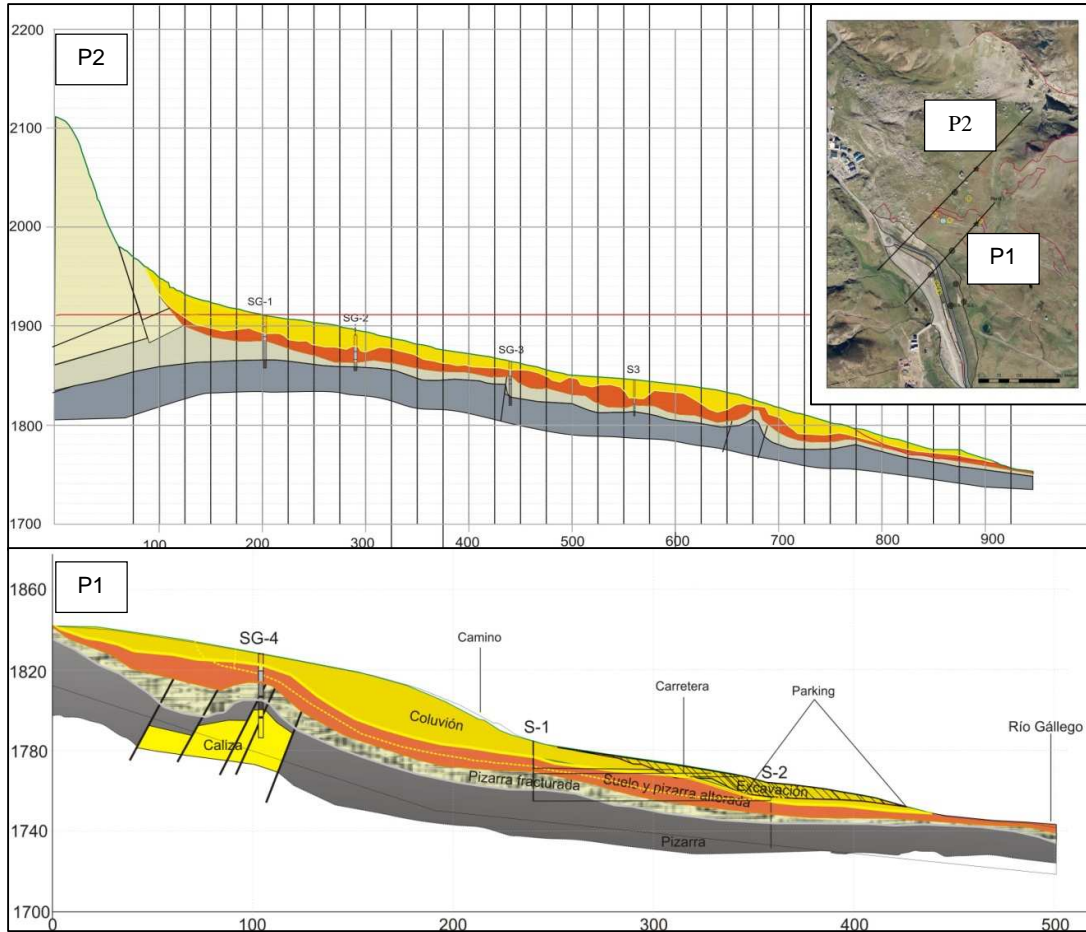 2200
P2
2100
2000
1900
1800
1700
SG-1
SG-2
SG-3
S3
100
200
300
400
500
600
700
800
900
P2
P1
1860
P1
1820
1780
1740
1700
SG-4
Camino
Carretera
Parking
Río Gállego
Coluvión
S-1
S-2
Caliza
Pizarra fracturada
Suelo y pizarra alterada
Excavación
Pizarra
0
100
200
300
400
500